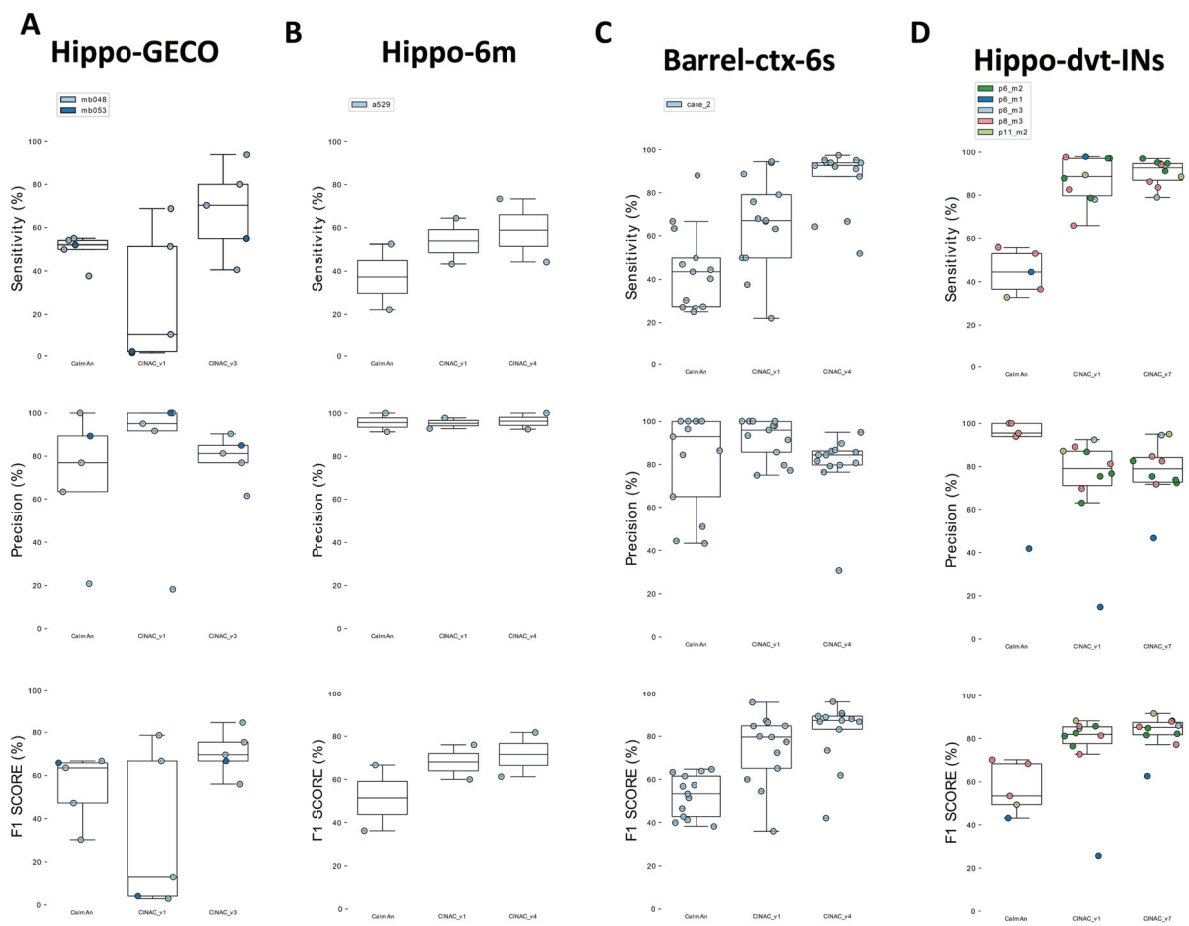 A
Hippo-GECO
mb048
mb053
Sensitivity (%)
100
80
60
40
20
0
CaImAn
CINAC_v1
CINAC_v3
Precision (%)
100
80
60
40
20
0
CaImAn
CINAC_v1
CINAC_v3
F1 SCORE (%)
100
80
60
40
20
0
CaImAn
CINAC_v1
CINAC_v3
B
Hippo-6m
a529
Sensitivity (%)
100
80
60
40
20
0
CaImAn
CINAC_v1
CINAC_v4
Precision (%)
100
80
60
40
20
0
CaImAn
CINAC_v1
CINAC_v4
F1 SCORE (%)
100
80
60
40
20
0
CaImAn
CINAC_v1
CINAC_v4
C
Barrel-ctx-6s
case_2
Sensitivity (%)
100
80
60
40
20
0
CaImAn
CINAC_v1
CINAC_v4
Precision (%)
100
80
60
40
20
0
CaImAn
CINAC_v1
CINAC_v4
F1 SCORE (%)
100
80
60
40
20
0
CaImAn
CINAC_v1
CINAC_v4
D
Hippo-dvt-INs
p6_m2
p6_m1
p6_m3
p8_m3
p11_m2
Sensitivity (%)
100
80
60
40
20
0
CaImAn
CINAC_v1
CINAC_v7
Precision (%)
100
80
60
40
20
0
CaImAn
CINAC_v1
CINAC_v7
F1 SCORE (%)
100
80
60
40
20
0
CaImAn
CINAC_v1
CINAC_v7